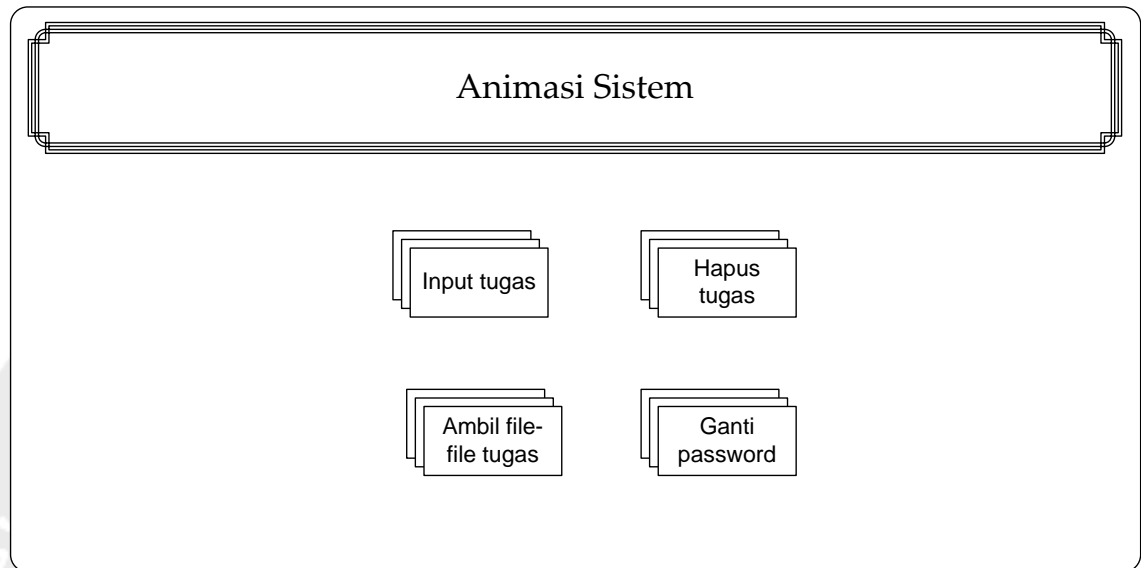 Animasi Sistem
Input tugas
Hapus
tugas
Ambil file-
file tugas
Ganti
password